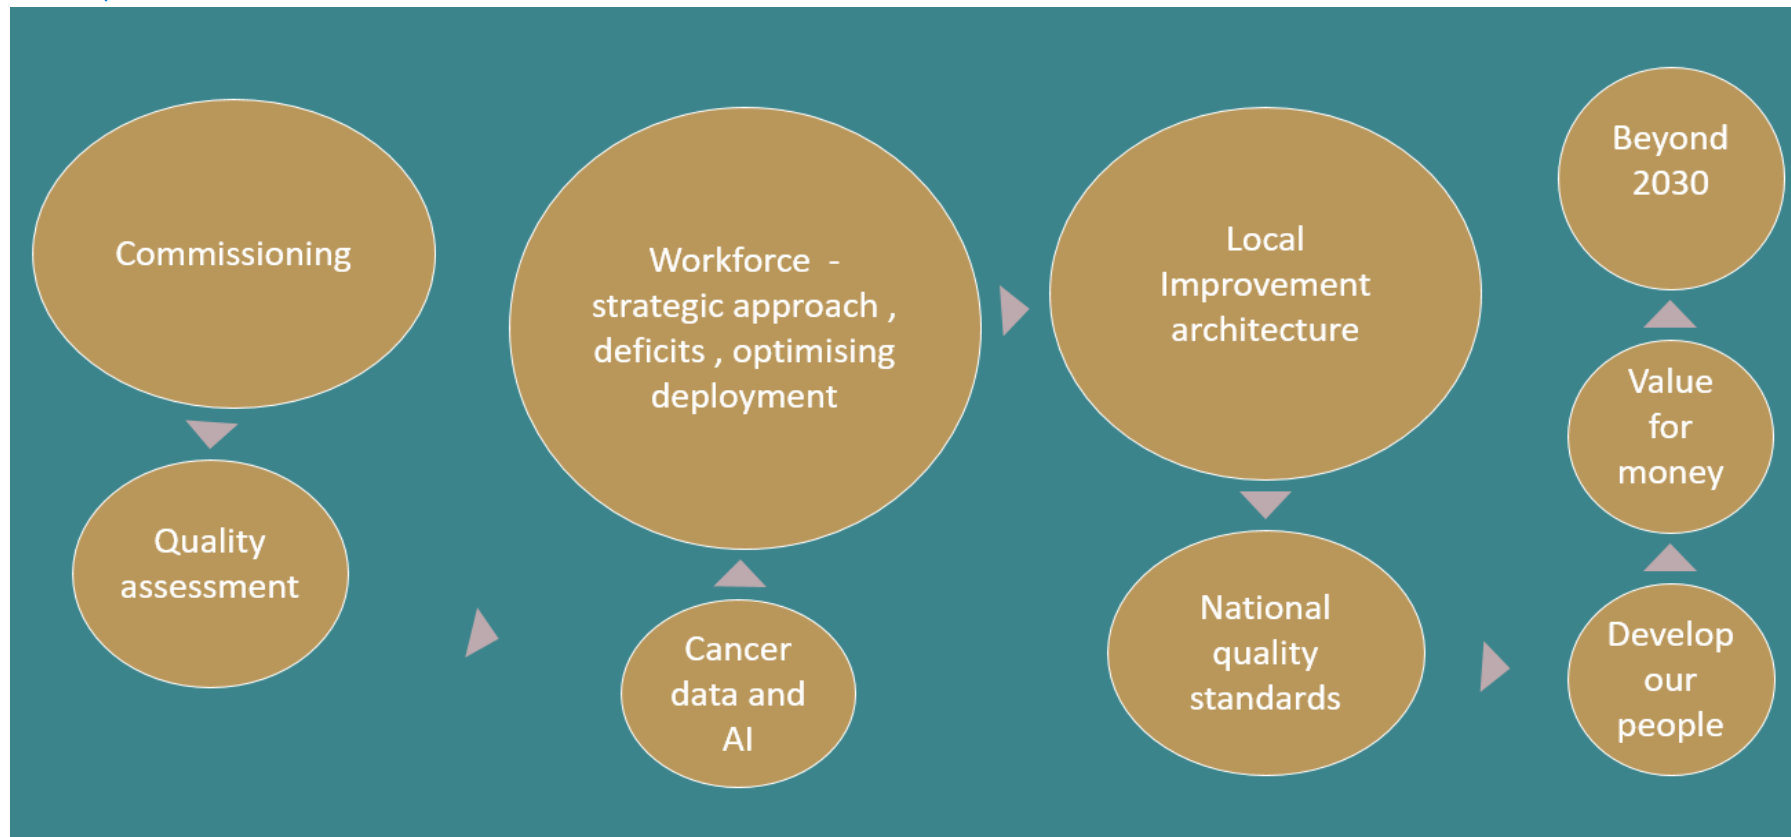 Commissioning
Quality
assessment
Cancer
data and
AI
Workforce -
strategic approach ,
deficits , optimising
deployment
Local
Improvement
architecture
National
quality
standards
Develop
our
people
Value
for
money
Beyond
2030